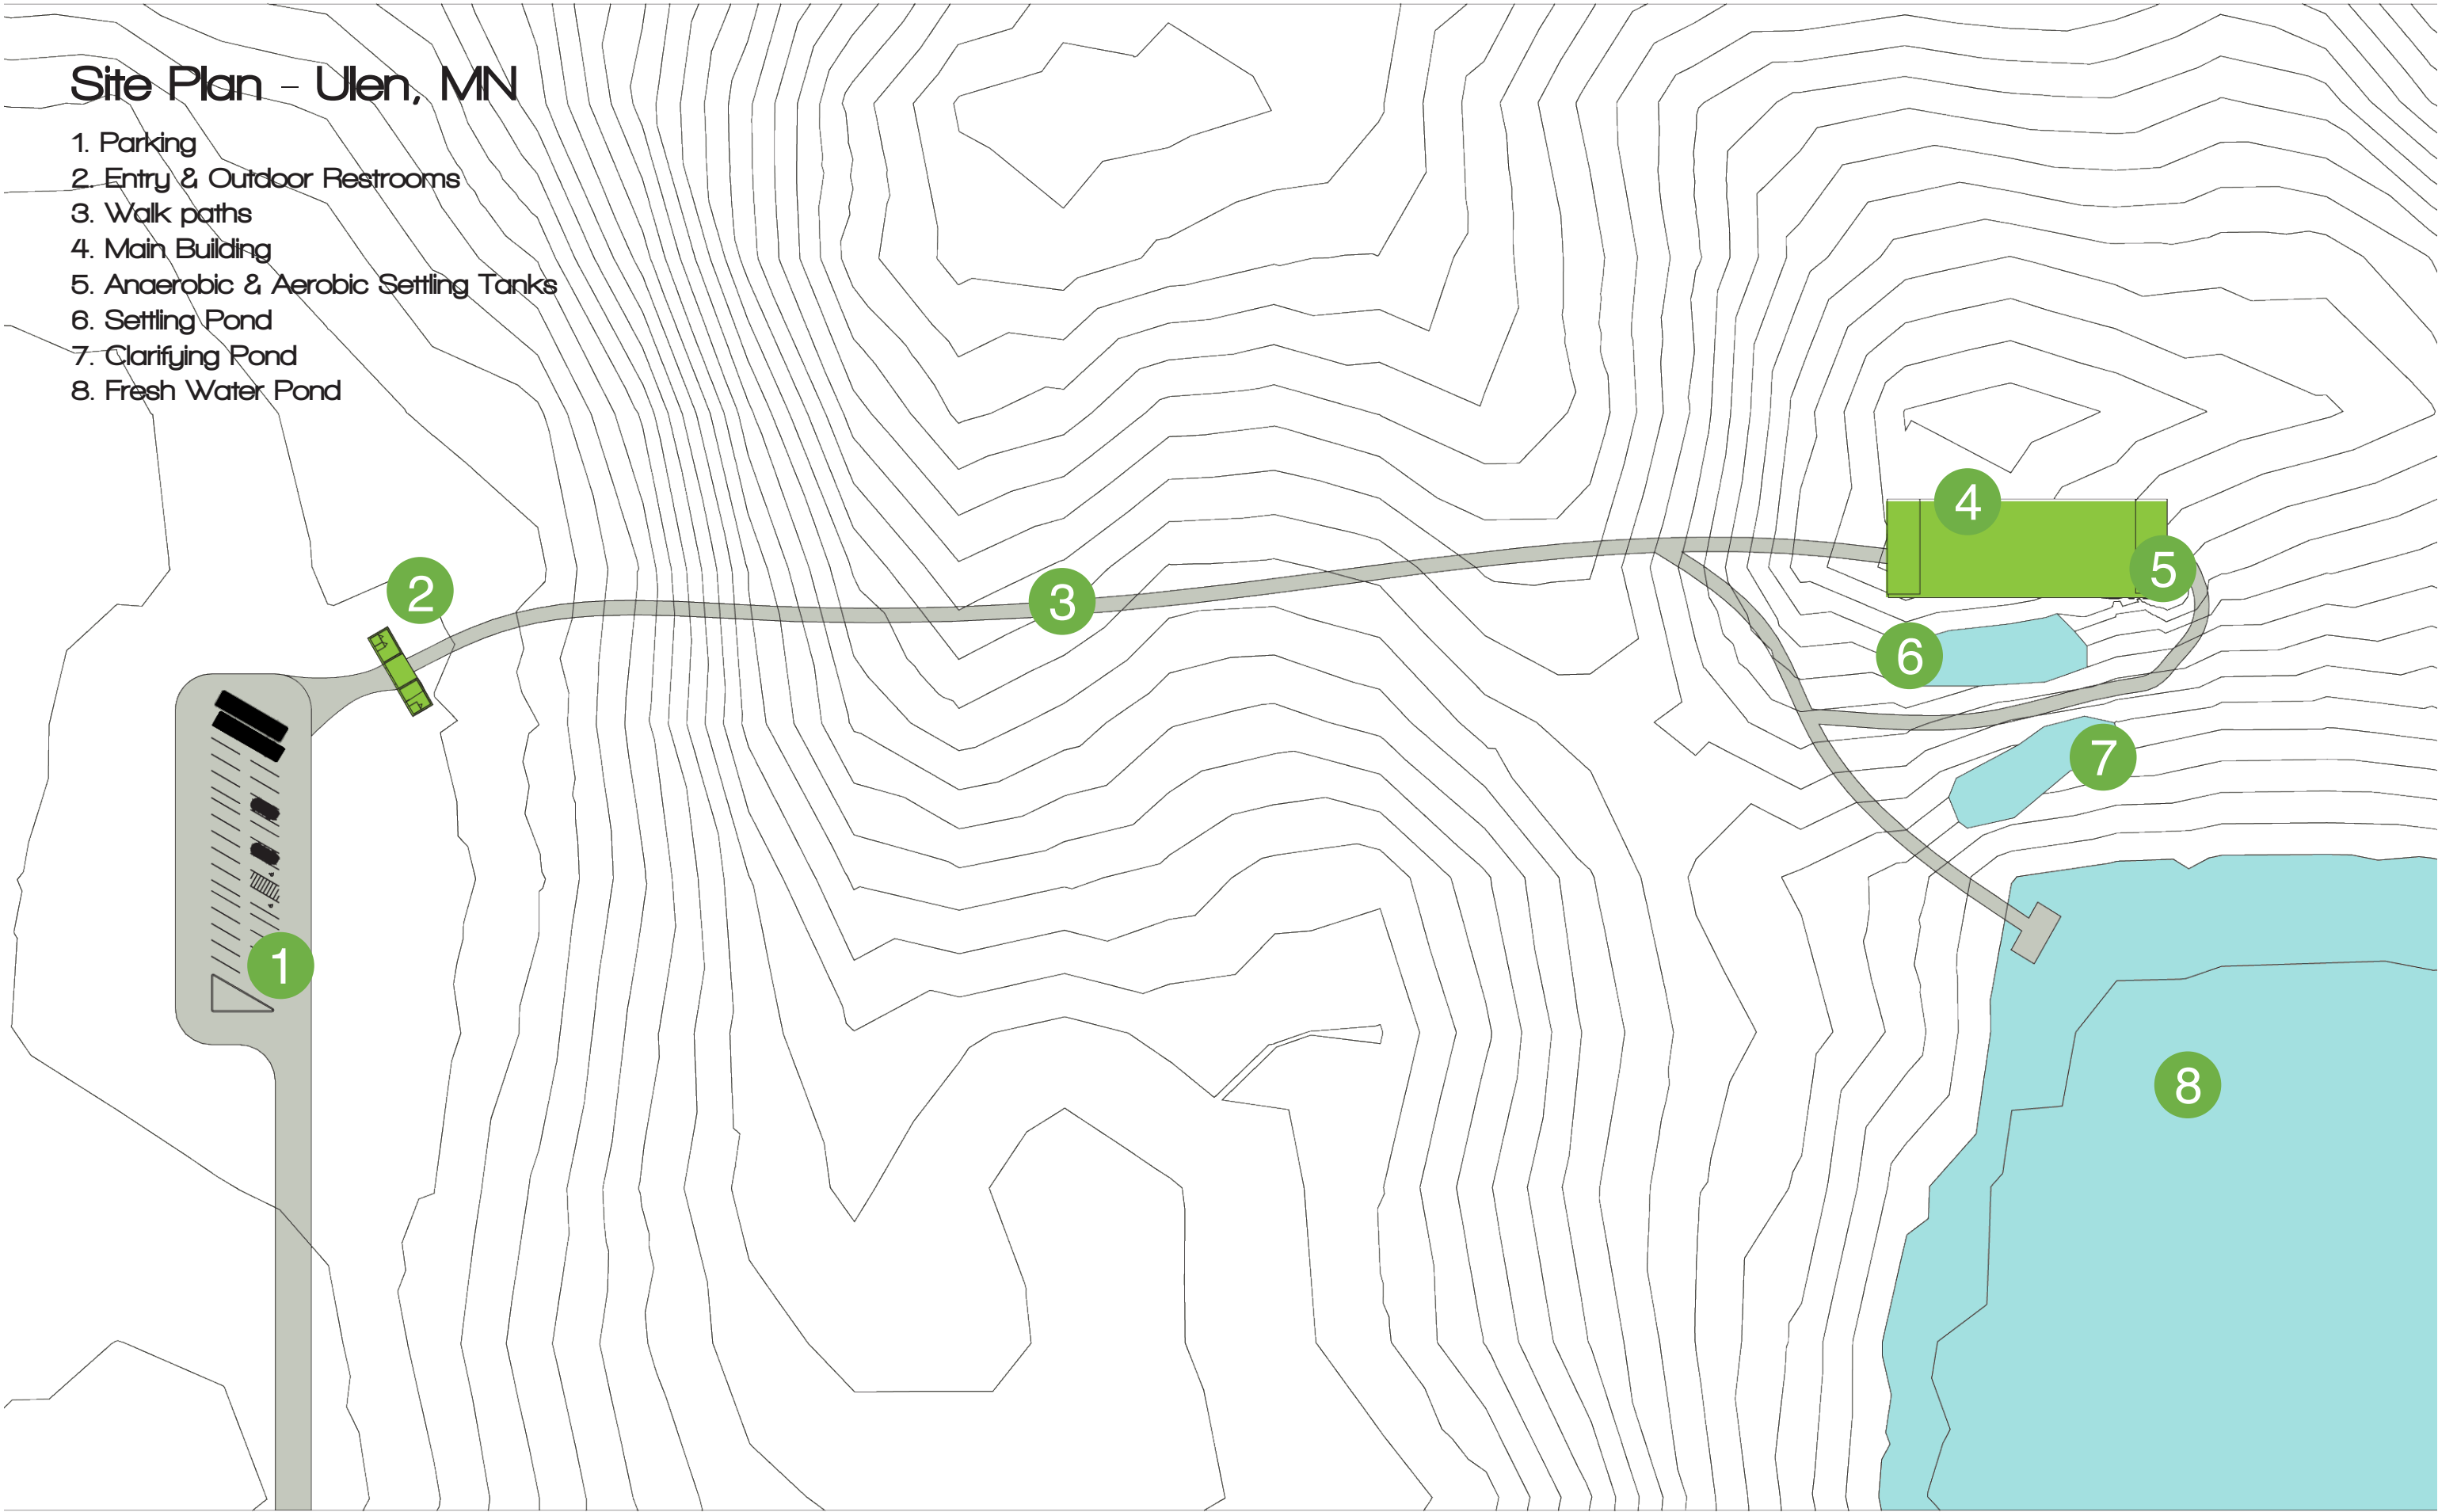 Site Plan - Ulen, MN
1. Parking
2. Entry & Outdoor Restrooms
3. Walk paths
4. Main Building
5. Anaerobic & Aerobic Settling Tanks
6. Settling Pond
7. Clarifying Pond
8. Fresh Water Pond
4
5
2
3
6
7
1
8